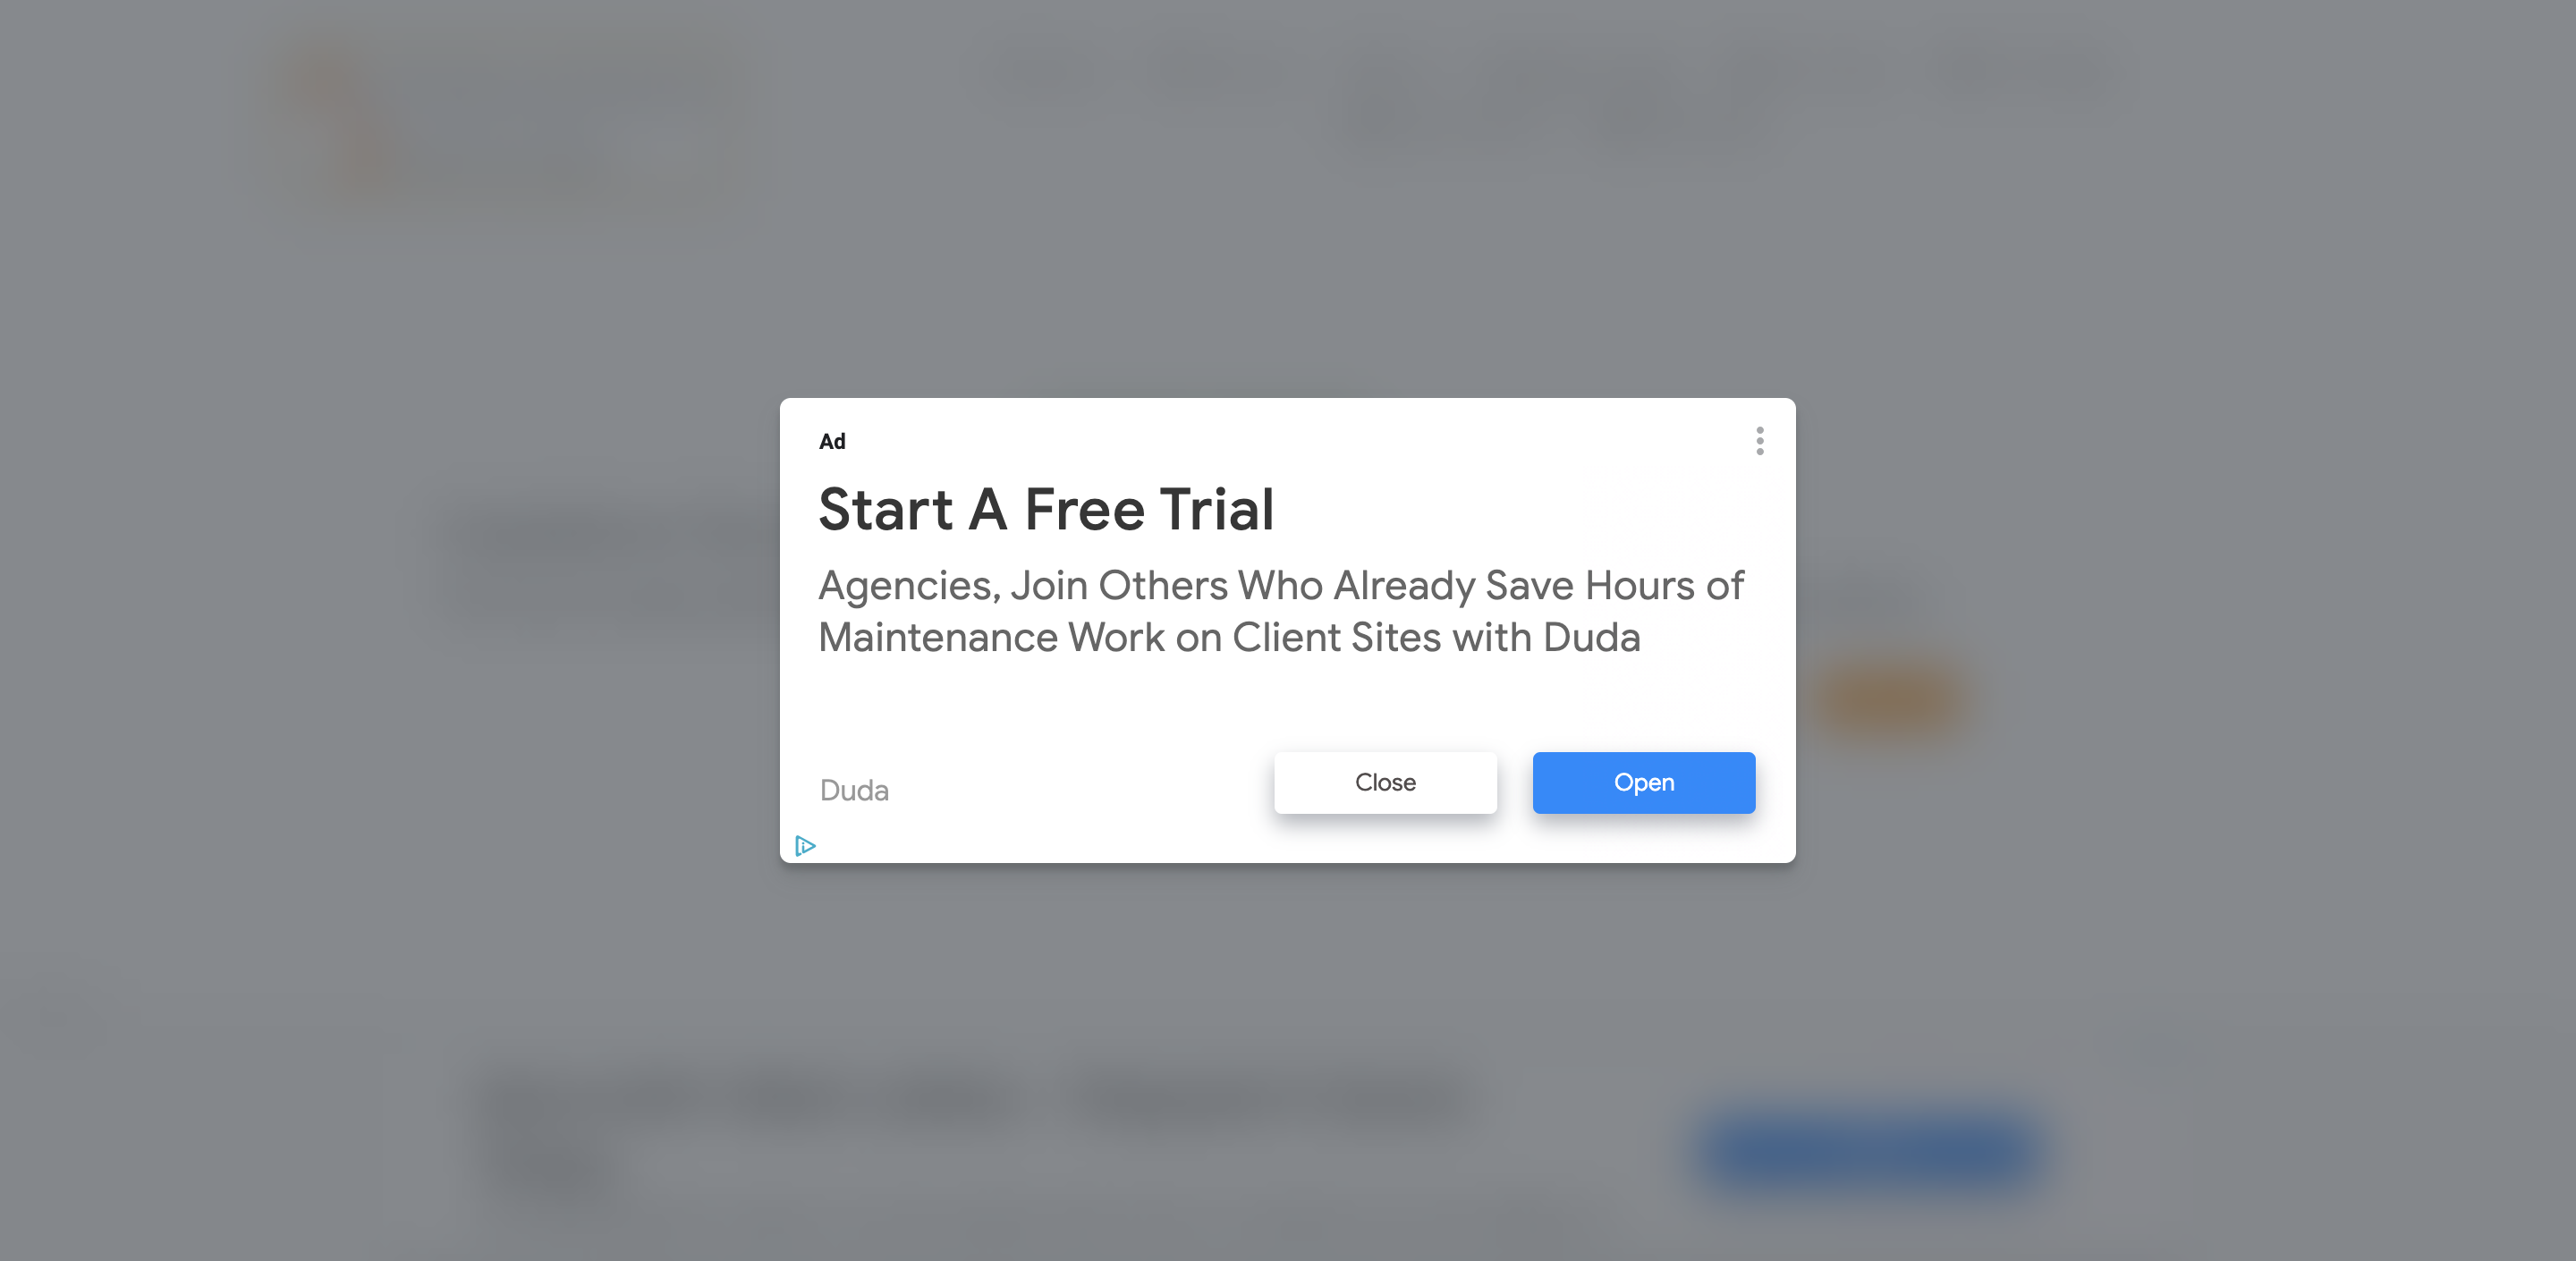 Ad
Start A Free Trial
Agencies, Join Others Who Already Save Hours of
Maintenance Work on Client Sites with Duda
Duda
Close
Open